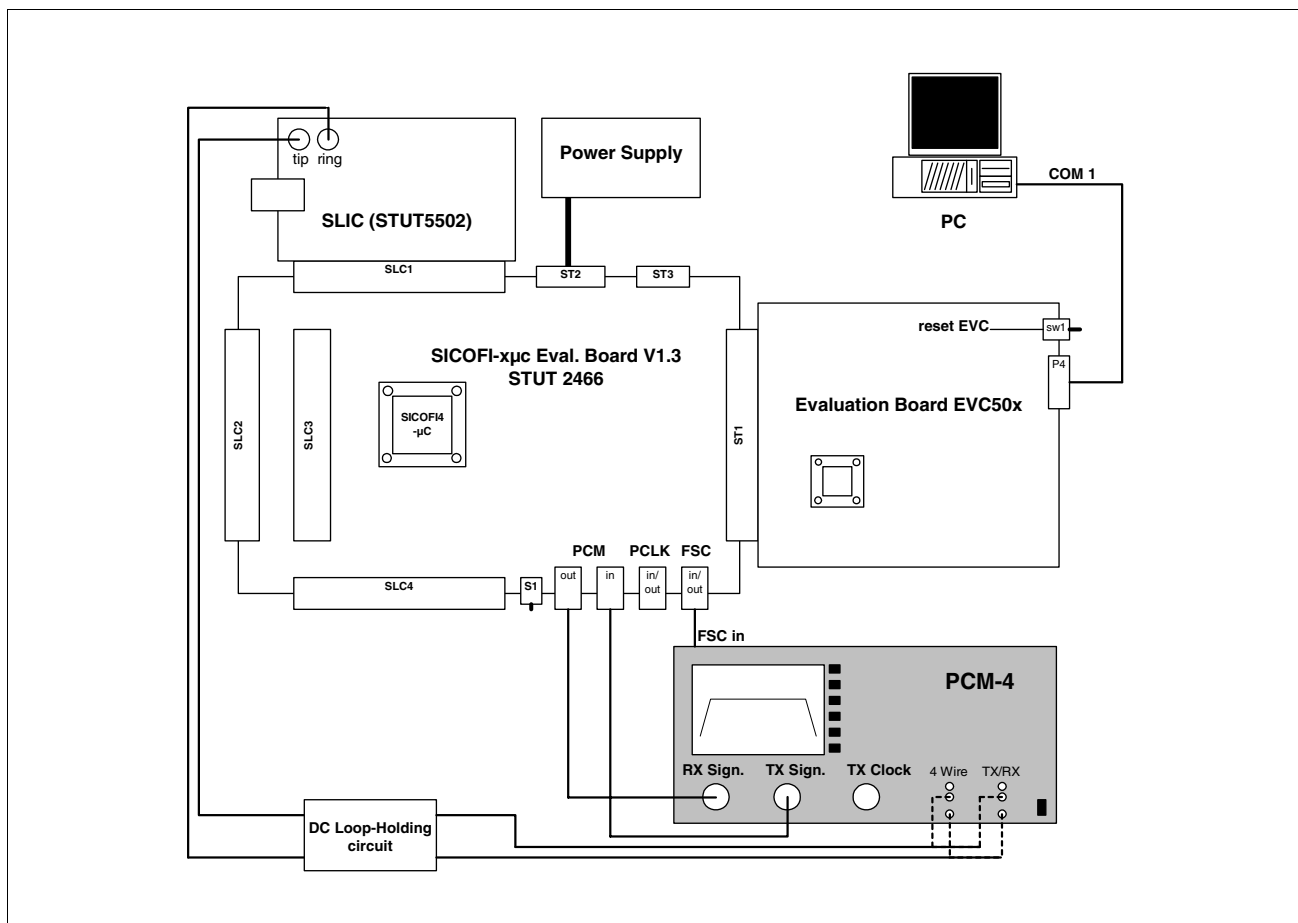 tip ring
SLIC (STUT5502)
Power Supply
COM 1
PC
SLC1
ST2
ST3
reset EVC
sw1
P4
SICOFI-xµc Eval. Board V1.3
STUT 2466
Evaluation Board EVC50x
SLC2
SLC3
SICOFI4
-µC
ST1
PCM
PCLK
FSC
SLC4
S1
out
in
in/
out
in/
out
FSC in
PCM-4
RX Sign.
TX Sign.
TX Clock
4 Wire
TX/RX
DC Loop-Holding
circuit